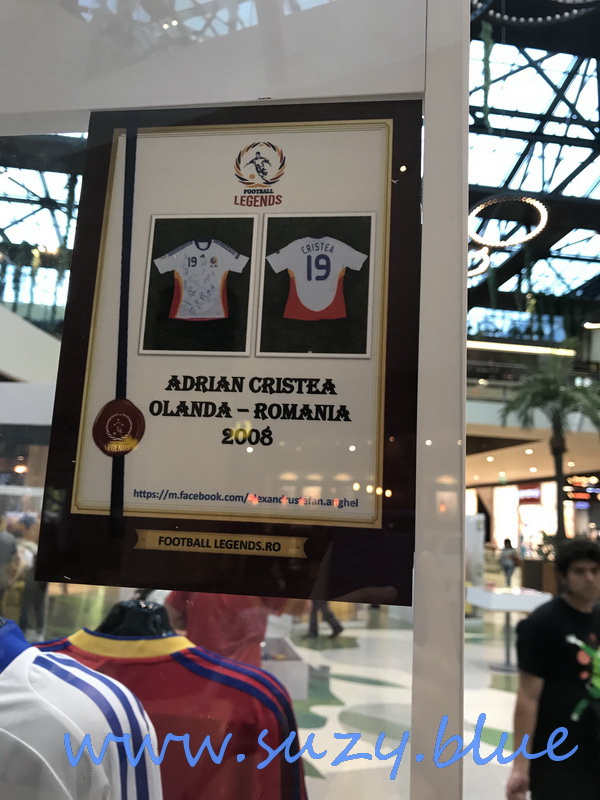 FOOTBALL
LEGENDS
19
CRISTEA
19
ADRIAN CRISTEA
OLANDA – ROMANIA
2008
LEGENDS
https://m.facebook.com/alexandrustefan.anghel
FOOTBALL LEGENDS.RO
www.suzy.blue